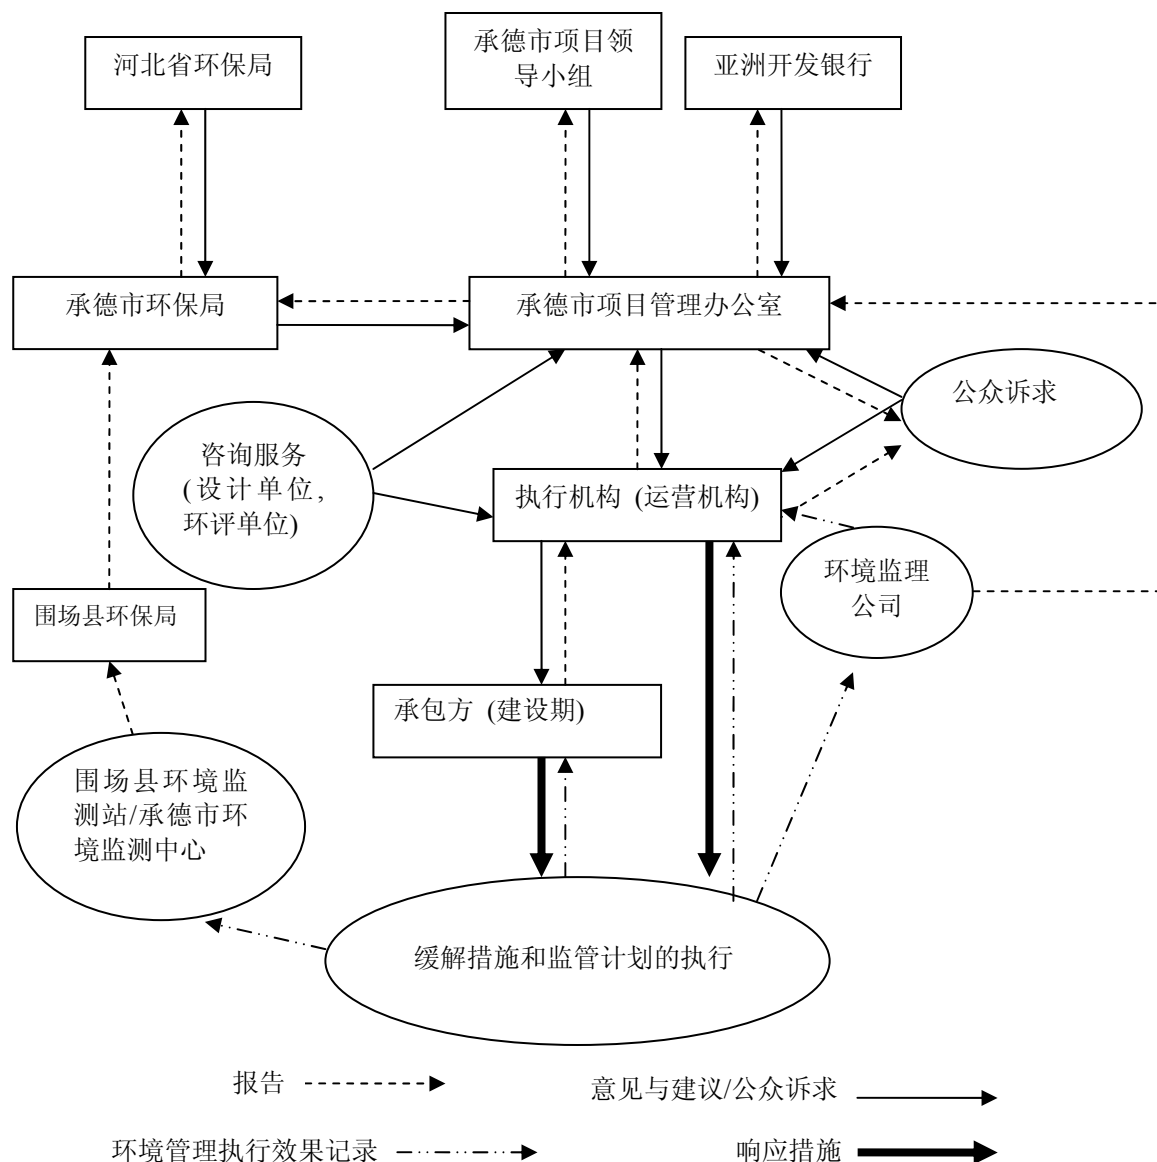 河北省环保局
承德市项目领
导小组
亚洲开发银行
承德市环保局
承德市项目管理办公室
公众诉求
咨询服务
(设计单位,
环评单位)
执行机构 (运营机构)
环境监理
公司
围场县环保局
承包方 (建设期)
围场县环境监
测站/承德市环
境监测中心
缓解措施和监管计划的执行
报告
意见与建议/公众诉求
环境管理执行效果记录
响应措施